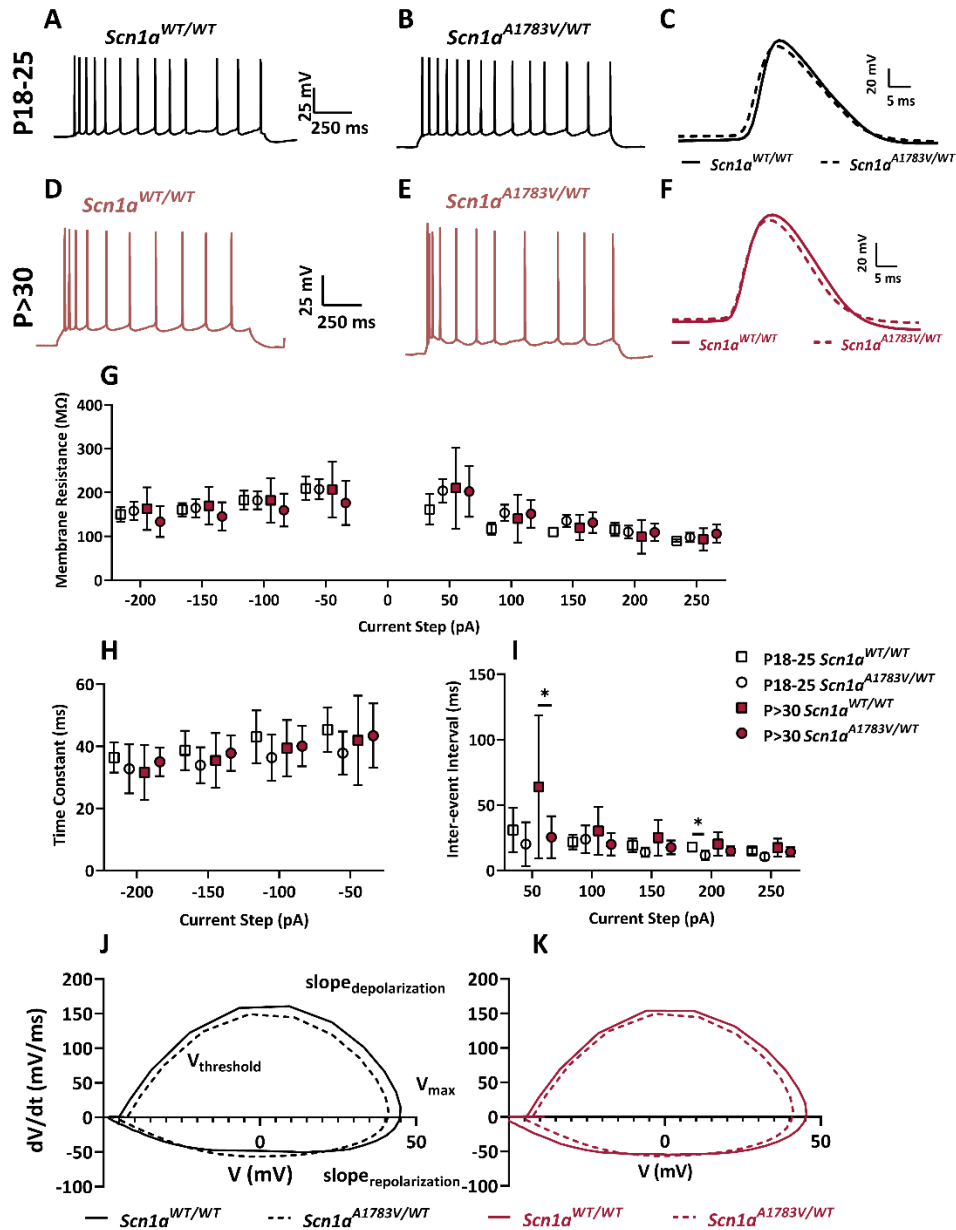 A
B
C
P18-25
Scn1a^WT/WT
Scn1a^A1783V/WT
25 mV
250 ms
20 mV
5 ms
Scn1a^WT/WT
Scn1a^A1783V/WT
D
E
F
P>30
Scn1a^WT/WT
Scn1a^A1783V/WT
25 mV
250 ms
20 mV
5 ms
Scn1a^WT/WT
Scn1a^A1783V/WT
G
Membrane Resistance (MΩ)
400
300
200
100
0
-200 -150 -100 -50 0 50 100 150 200 250
Current Step (pA)
H
Time Constant (ms)
60
40
20
0
-200 -150 -100 -50
Current Step (pA)
I
Inter-event Interval (ms)
150
100
50
0
*
*
50 100 150 200 250
Current Step (pA)
P18-25 Scn1a^WT/WT
P18-25 Scn1a^A1783V/WT
P>30 Scn1a^WT/WT
P>30 Scn1a^A1783V/WT
J
dV/dt (mV/ms)
200
150
100
50
0
-50
-100
slope_depolarization
V_threshold
V_max
0 50
V (mV)
slope_repolarization
Scn1a^WT/WT
Scn1a^A1783V/WT
K
200
150
100
50
0
-50
-100
0 50
V (mV)
Scn1a^WT/WT
Scn1a^A1783V/WT